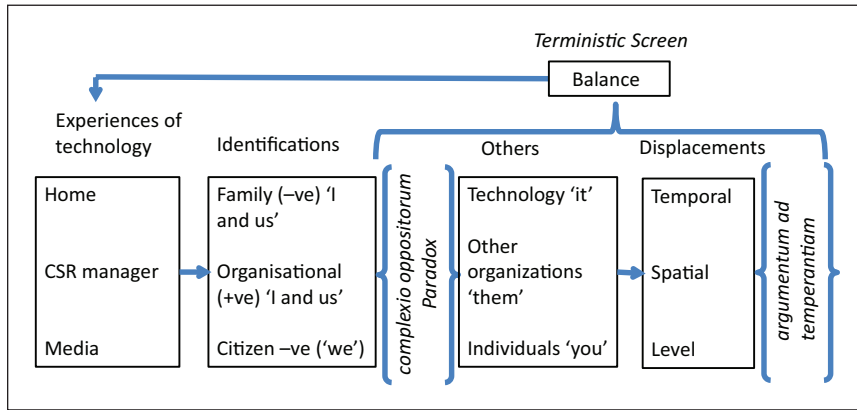 Terministic Screen
Balance
Experiences of
technology
Identifications
Others
Displacements
Home
CSR manager
Media
Family (–ve) ‘I
and us’
Organisational
(+ve) ‘I and us’
Citizen –ve (‘we’)
complexio oppositorum
Paradox
Technology ‘it’
Other
organizations
‘them’
Individuals ‘you’
Temporal
Spatial
Level
argumentum ad
temperantiam